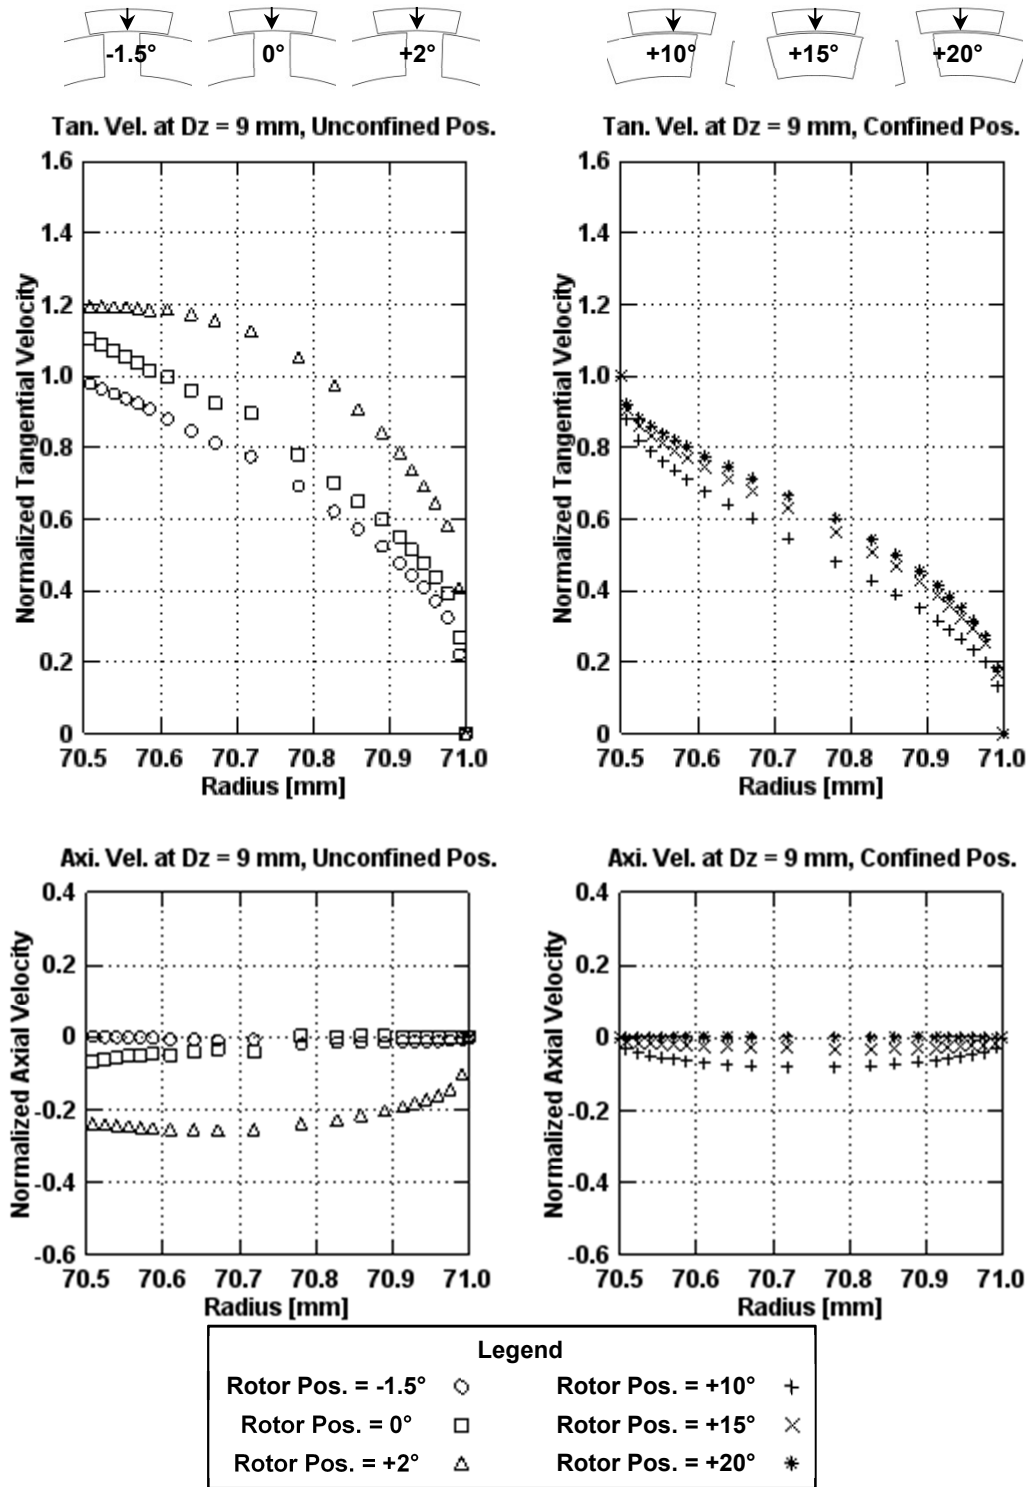 -1.5° 0° +2° +10° +15° +20°
Tan. Vel. at Dz = 9 mm, Unconfined Pos.
Normalized Tangential Velocity
1.6
1.4
1.2
1.0
0.8
0.6
0.4
0.2
0
70.5 70.6 70.7 70.8 70.9 71.0
Radius [mm]
Tan. Vel. at Dz = 9 mm, Confined Pos.
Normalized Tangential Velocity
1.6
1.4
1.2
1.0
0.8
0.6
0.4
0.2
0
70.5 70.6 70.7 70.8 70.9 71.0
Radius [mm]
Axi. Vel. at Dz = 9 mm, Unconfined Pos.
Normalized Axial Velocity
0.4
0.2
0
-0.2
-0.4
-0.6
70.5 70.6 70.7 70.8 70.9 71.0
Radius [mm]
Axi. Vel. at Dz = 9 mm, Confined Pos.
Normalized Axial Velocity
0.4
0.2
0
-0.2
-0.4
-0.6
70.5 70.6 70.7 70.8 70.9 71.0
Radius [mm]
Legend
Rotor Pos. = -1.5° Rotor Pos. = +10°
Rotor Pos. = 0° Rotor Pos. = +15°
Rotor Pos. = +2° Rotor Pos. = +20°